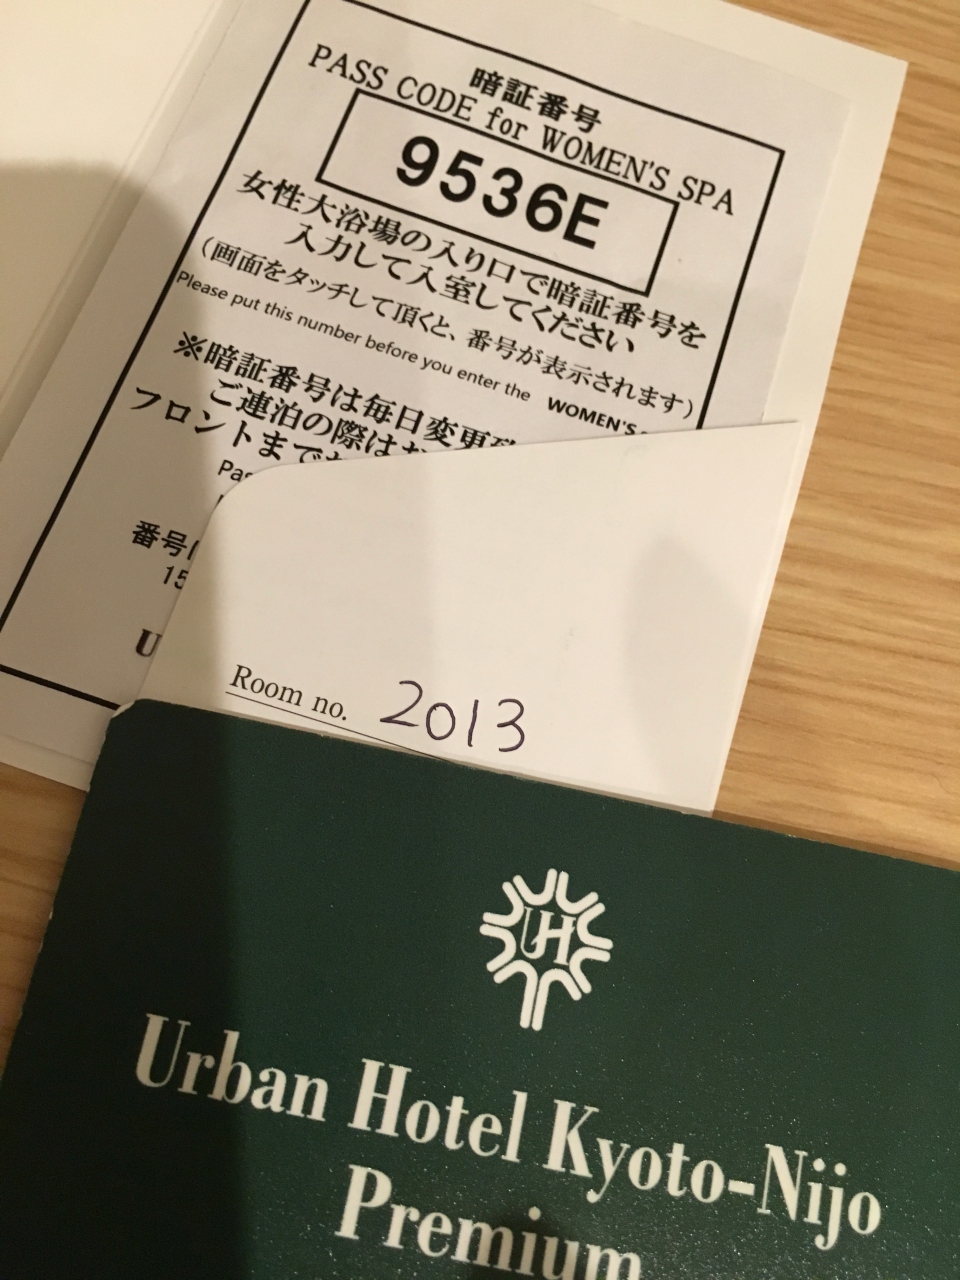 暗証番号
PASS CODE for WOMEN'S SPA
9536E
女性大浴場の入り口で暗証番号を
入力して入室してください
(画面をタッチして頂くと、番号が表示されます)
Please put this number before you enter the WOMEN'S
※暗証番号は毎日変更
ご連泊の際は
フロントまで
番号
15
U
Room no. 2013
UH
Urban Hotel Kyoto-Nijo
Premium